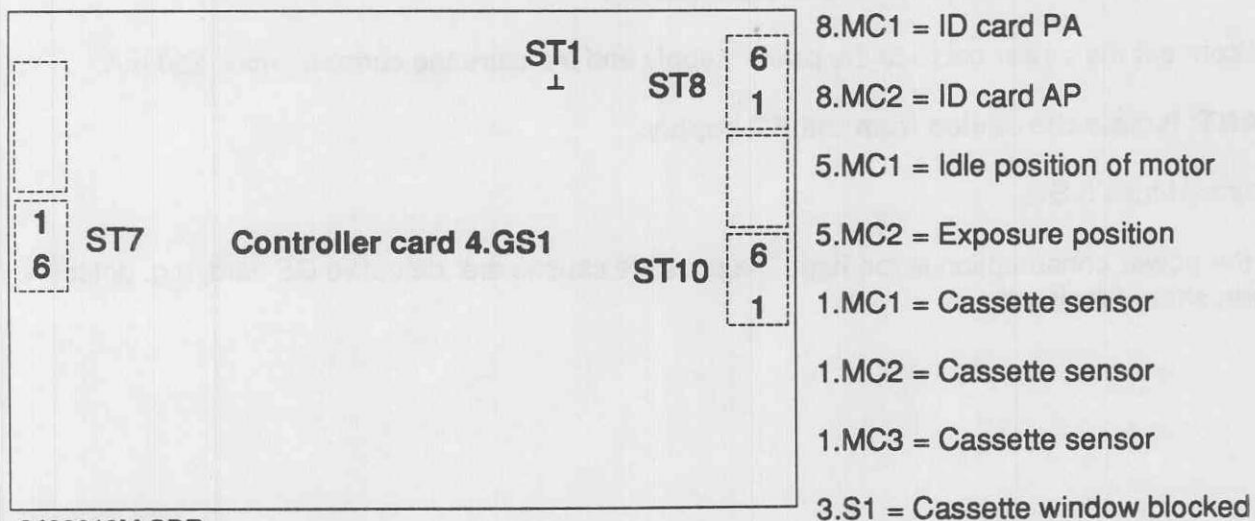 ST1
ST8
6
1
1
6
ST7
Controller card 4.GS1
ST10
6
1
8.MC1 = ID card PA
8.MC2 = ID card AP
5.MC1 = Idle position of motor
5.MC2 = Exposure position
1.MC1 = Cassette sensor
1.MC2 = Cassette sensor
1.MC3 = Cassette sensor
3.S1 = Cassette window blocked